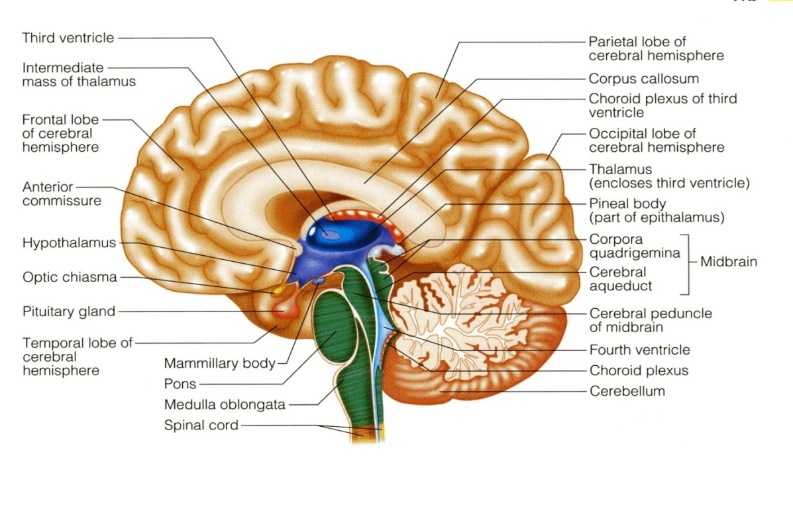 Third ventricle
Intermediate
mass of thalamus
Frontal lobe
of cerebral
hemisphere
Anterior
commissure
Hypothalamus
Optic chiasma
Pituitary gland
Temporal lobe of
cerebral
hemisphere
Mammillary body
Pons
Medulla oblongata
Spinal cord
Parietal lobe of
cerebral hemisphere
Corpus callosum
Choroid plexus of third
ventricle
Occipital lobe of
cerebral hemisphere
Thalamus
(encloses third ventricle)
Pineal body
(part of epithalamus)
Corpora
quadrigemina
Cerebral
aqueduct
Midbrain
Cerebral peduncle
of midbrain
Fourth ventricle
Choroid plexus
Cerebellum